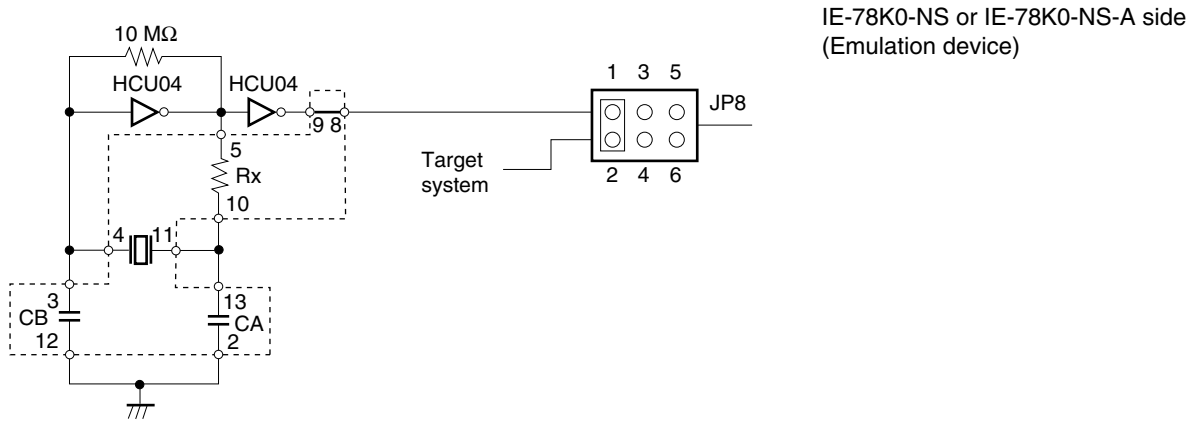 IE-78K0-NS or IE-78K0-NS-A side
(Emulation device)
10 MΩ
HCU04
HCU04
1 3 5
JP8
9 8
5
Target
system
2 4 6
Rx
10
4
11
3
13
CB
CA
12
2